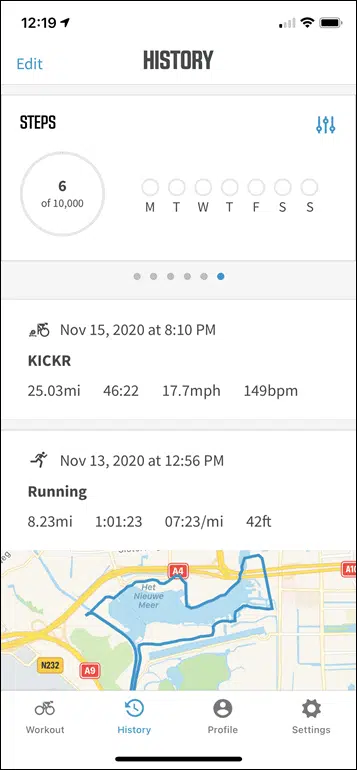 12:19
Edit
HISTORY
STEPS
6
of 10,000
M T W T F S S
Nov 15, 2020 at 8:10 PM
KICKR
25.03mi 46:22 17.7mph 149bpm
Nov 13, 2020 at 12:56 PM
Running
8.23mi 1:01:23 07:23/mi 42ft
A4
A10
Het
Nieuwe
Meer
N232
A9
Workout History Profile Settings